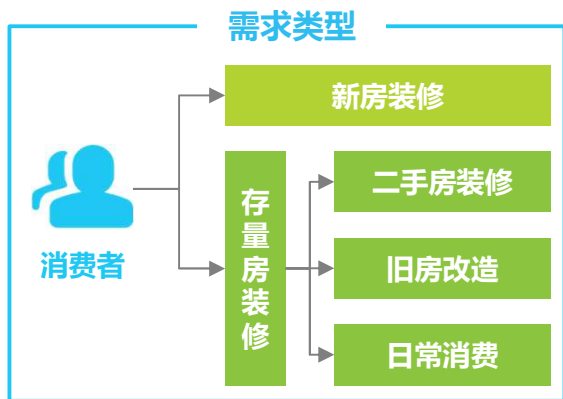 需求类型
新房装修
消费者
存量房装修
二手房装修
旧房改造
日常消费